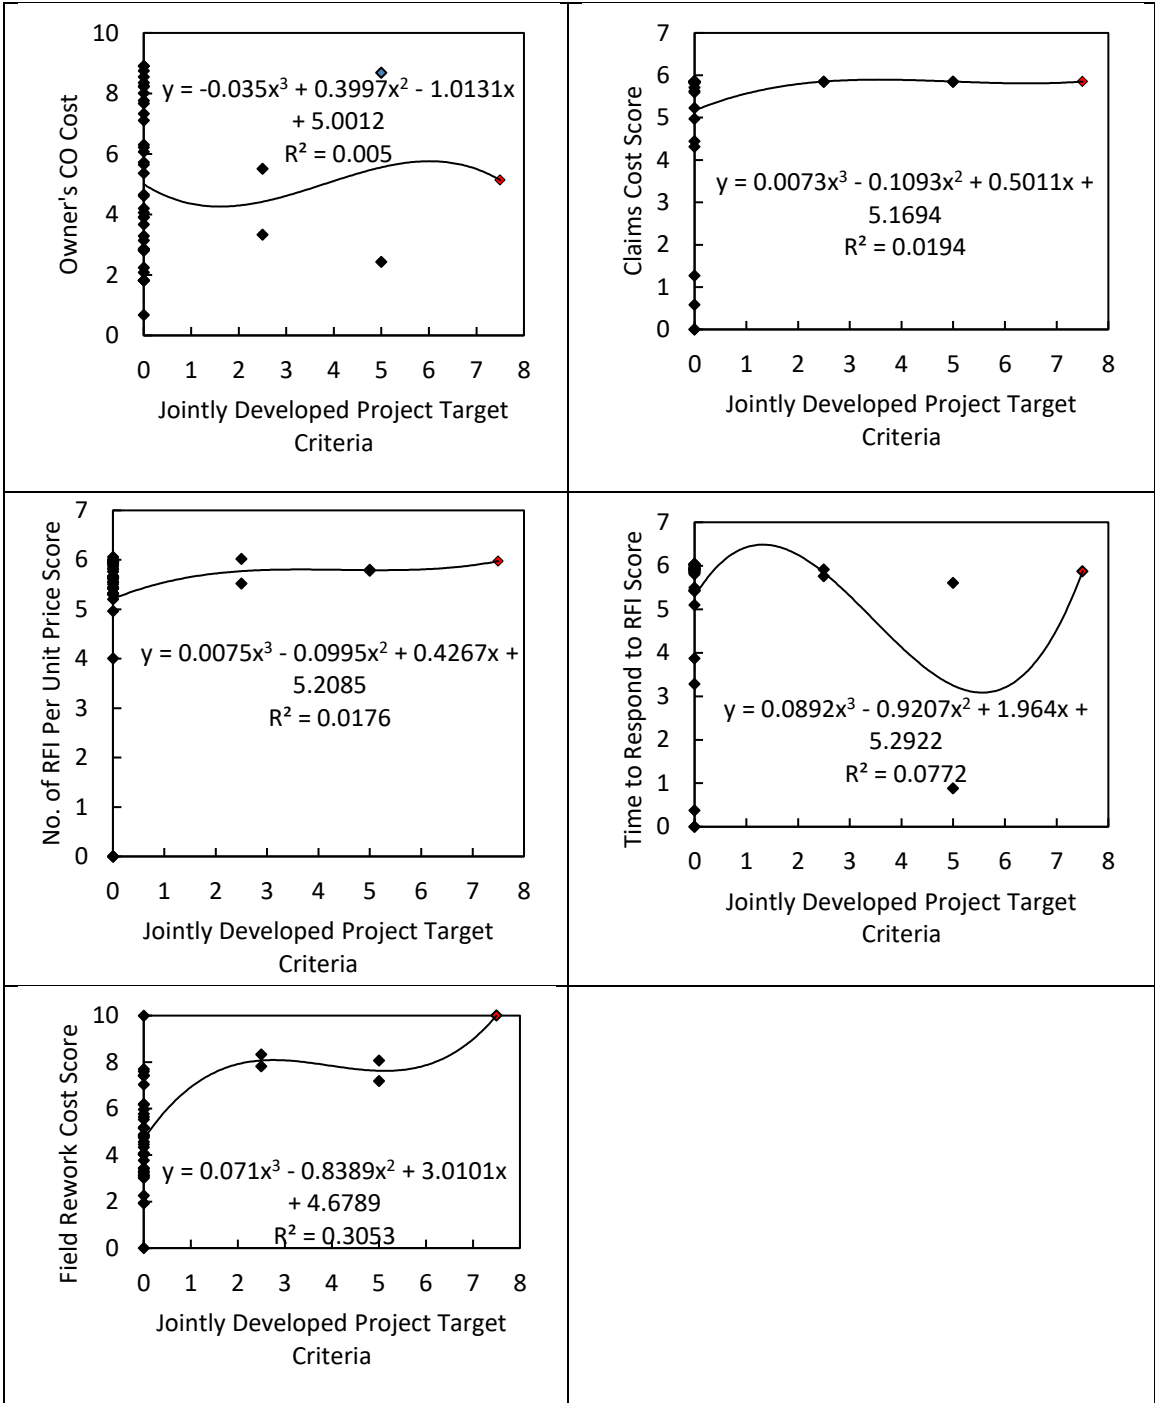 10
8
6
4
2
0
Owner's CO Cost
y = -0.035x³ + 0.3997x² - 1.0131x
+ 5.0012
R² = 0.005
0 1 2 3 4 5 6 7 8
Jointly Developed Project Target
Criteria
7
6
5
4
3
2
1
0
Claims Cost Score
y = 0.0073x³ - 0.1093x² + 0.5011x +
5.1694
R² = 0.0194
0 1 2 3 4 5 6 7 8
Jointly Developed Project Target
Criteria
7
6
5
4
3
2
1
0
No. of RFI Per Unit Price Score
y = 0.0075x³ - 0.0995x² + 0.4267x +
5.2085
R² = 0.0176
0 1 2 3 4 5 6 7 8
Jointly Developed Project Target
Criteria
7
6
5
4
3
2
1
0
Time to Respond to RFI Score
y = 0.0892x³ - 0.9207x² + 1.964x +
5.2922
R² = 0.0772
0 1 2 3 4 5 6 7 8
Jointly Developed Project Target
Criteria
10
8
6
4
2
0
Field Rework Cost Score
y = 0.071x³ - 0.8389x² + 3.0101x
+ 4.6789
R² = 0.3053
0 1 2 3 4 5 6 7 8
Jointly Developed Project Target
Criteria